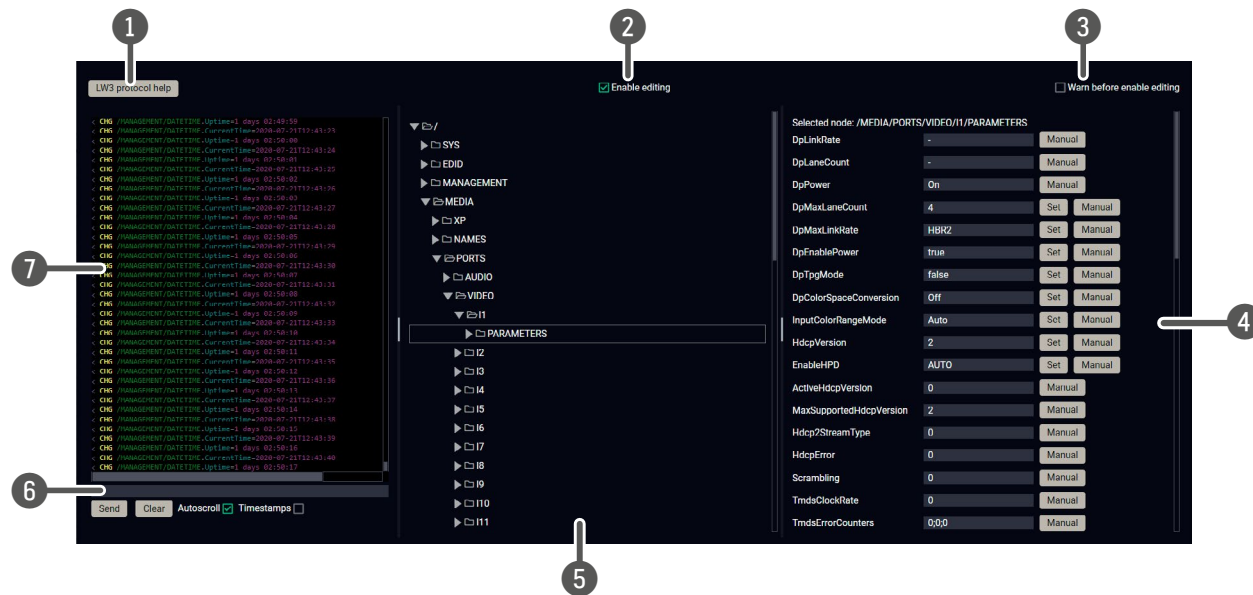 1
2
3
LW3 protocol help
Enable editing
Warn before enable editing
< CHG /MANAGEMENT/DATETIME.Uptime=1 days 02:49:59
< CHG /MANAGEMENT/DATETIME.CurrentTime=2020-07-21T12:43:23
< CHG /MANAGEMENT/DATETIME.Uptime=1 days 02:50:00
< CHG /MANAGEMENT/DATETIME.CurrentTime=2020-07-21T12:43:24
< CHG /MANAGEMENT/DATETIME.Uptime=1 days 02:50:01
< CHG /MANAGEMENT/DATETIME.CurrentTime=2020-07-21T12:43:25
< CHG /MANAGEMENT/DATETIME.Uptime=1 days 02:50:02
< CHG /MANAGEMENT/DATETIME.CurrentTime=2020-07-21T12:43:26
< CHG /MANAGEMENT/DATETIME.Uptime=1 days 02:50:03
< CHG /MANAGEMENT/DATETIME.CurrentTime=2020-07-21T12:43:27
< CHG /MANAGEMENT/DATETIME.Uptime=1 days 02:50:04
< CHG /MANAGEMENT/DATETIME.CurrentTime=2020-07-21T12:43:28
< CHG /MANAGEMENT/DATETIME.Uptime=1 days 02:50:05
< CHG /MANAGEMENT/DATETIME.CurrentTime=2020-07-21T12:43:29
< CHG /MANAGEMENT/DATETIME.Uptime=1 days 02:50:06
< CHG /MANAGEMENT/DATETIME.CurrentTime=2020-07-21T12:43:30
< CHG /MANAGEMENT/DATETIME.Uptime=1 days 02:50:07
< CHG /MANAGEMENT/DATETIME.CurrentTime=2020-07-21T12:43:31
< CHG /MANAGEMENT/DATETIME.Uptime=1 days 02:50:08
< CHG /MANAGEMENT/DATETIME.CurrentTime=2020-07-21T12:43:32
< CHG /MANAGEMENT/DATETIME.Uptime=1 days 02:50:09
< CHG /MANAGEMENT/DATETIME.CurrentTime=2020-07-21T12:43:33
< CHG /MANAGEMENT/DATETIME.Uptime=1 days 02:50:10
< CHG /MANAGEMENT/DATETIME.CurrentTime=2020-07-21T12:43:34
< CHG /MANAGEMENT/DATETIME.Uptime=1 days 02:50:11
< CHG /MANAGEMENT/DATETIME.CurrentTime=2020-07-21T12:43:35
< CHG /MANAGEMENT/DATETIME.Uptime=1 days 02:50:12
< CHG /MANAGEMENT/DATETIME.CurrentTime=2020-07-21T12:43:36
< CHG /MANAGEMENT/DATETIME.Uptime=1 days 02:50:13
< CHG /MANAGEMENT/DATETIME.CurrentTime=2020-07-21T12:43:37
< CHG /MANAGEMENT/DATETIME.Uptime=1 days 02:50:14
< CHG /MANAGEMENT/DATETIME.CurrentTime=2020-07-21T12:43:38
< CHG /MANAGEMENT/DATETIME.Uptime=1 days 02:50:15
< CHG /MANAGEMENT/DATETIME.CurrentTime=2020-07-21T12:43:39
< CHG /MANAGEMENT/DATETIME.Uptime=1 days 02:50:16
< CHG /MANAGEMENT/DATETIME.CurrentTime=2020-07-21T12:43:40
< CHG /MANAGEMENT/DATETIME.Uptime=1 days 02:50:17
7
6
Send Clear Autoscroll Timestamps
/
SYS
EDID
MANAGEMENT
MEDIA
XP
NAMES
PORTS
AUDIO
VIDEO
I1
PARAMETERS
I2
I3
I4
I5
I6
I7
I8
I9
I10
I11
5
Selected node: /MEDIA/PORTS/VIDEO/I1/PARAMETERS
DpLinkRate - Manual
DpLaneCount - Manual
DpPower On Manual
DpMaxLaneCount 4 Set Manual
DpMaxLinkRate HBR2 Set Manual
DpEnablePower true Set Manual
DpTpgMode false Set Manual
DpColorSpaceConversion Off Set Manual
InputColorRangeMode Auto Set Manual
HdcpVersion 2 Set Manual
EnableHPD AUTO Set Manual
ActiveHdcpVersion 0 Manual
MaxSupportedHdcpVersion 2 Manual
Hdcp2StreamType 0 Manual
HdcpError 0 Manual
Scrambling 0 Manual
TmdsClockRate 0 Manual
TmdsErrorCounters 0;0;0 Manual
4